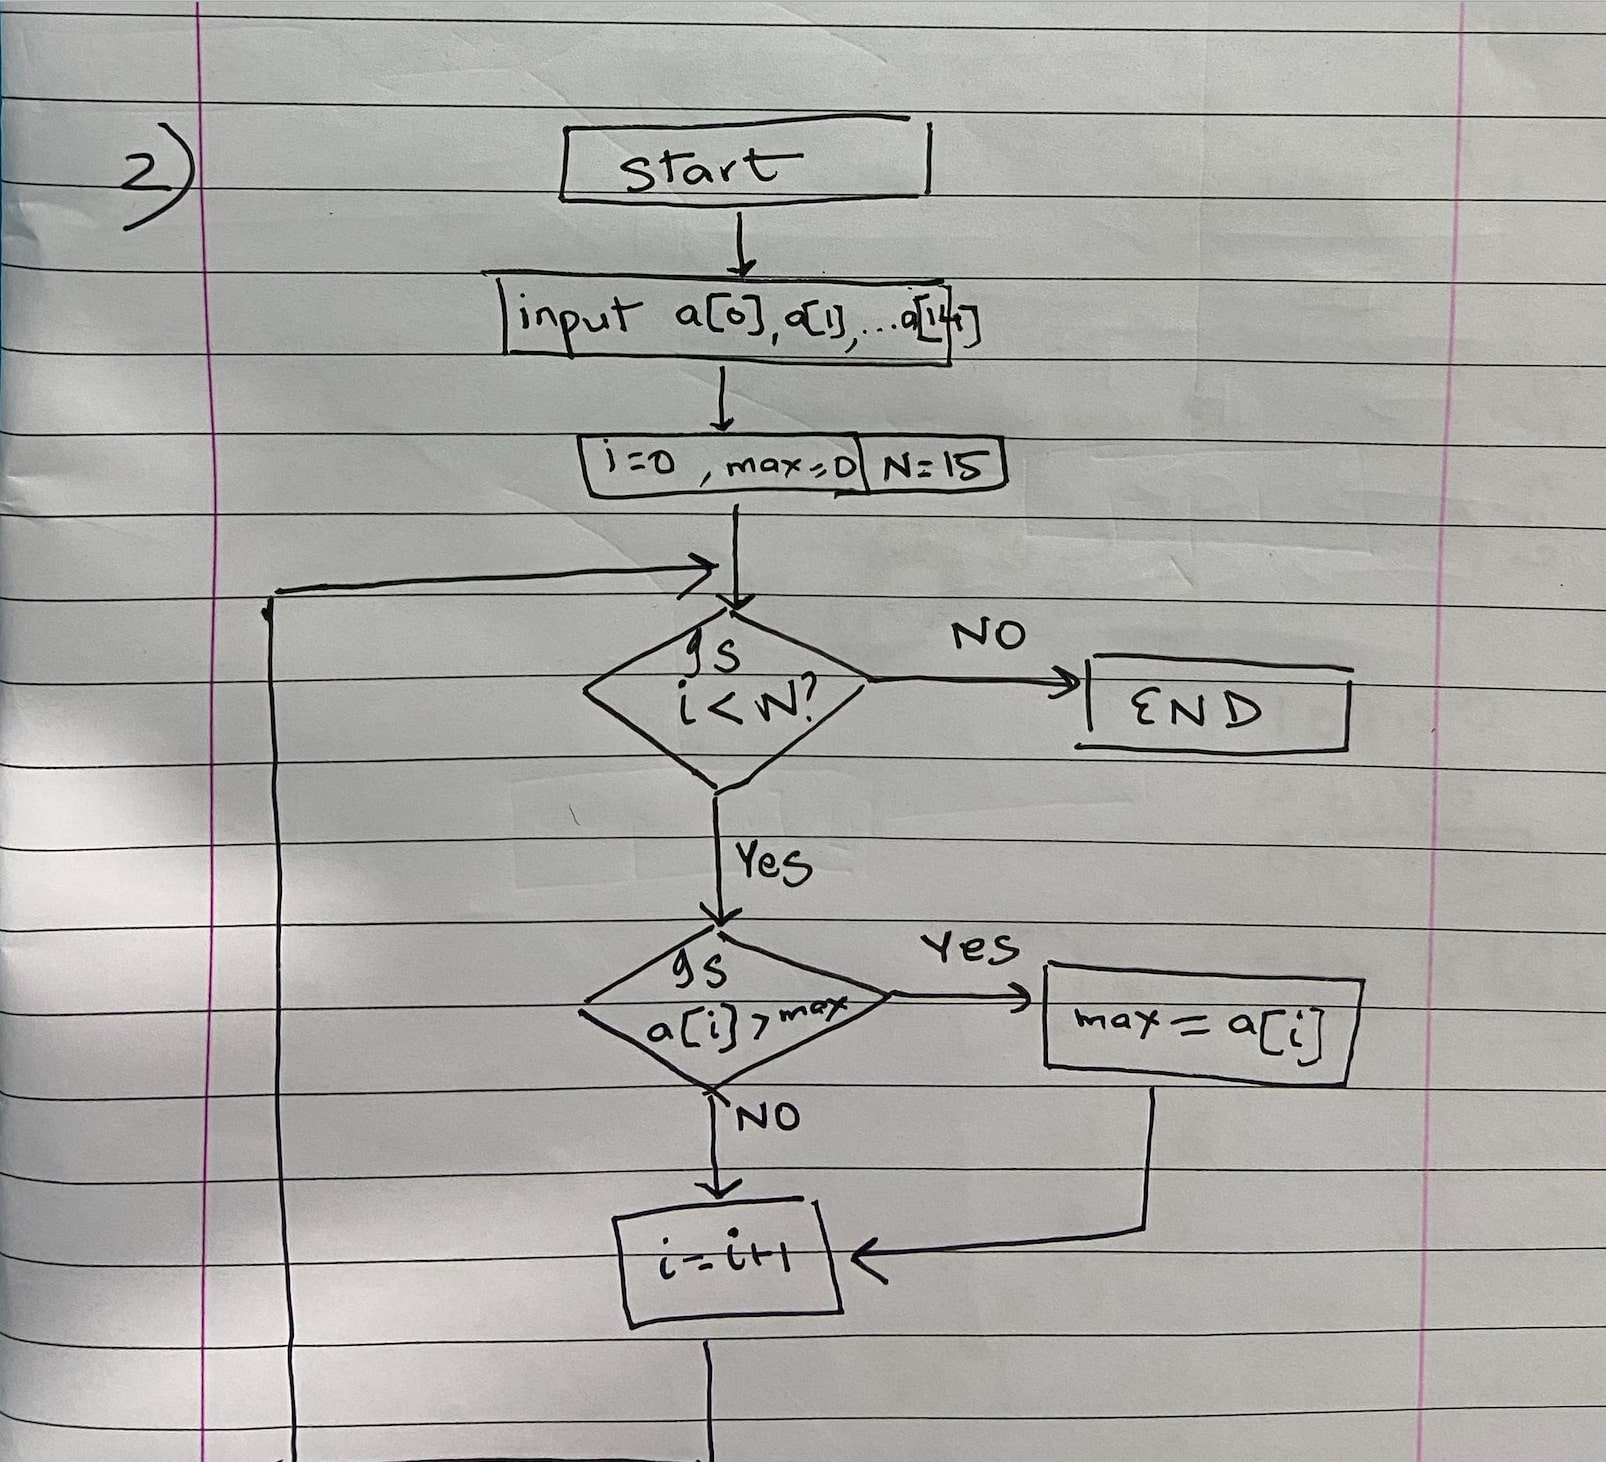 2)
start
input a[0], a[1], ...a[14]
i=0 , max=0 N=15
Is
i < N?
NO
END
Yes
Is
a[i] > max
Yes
max = a[i]
NO
i=i+1